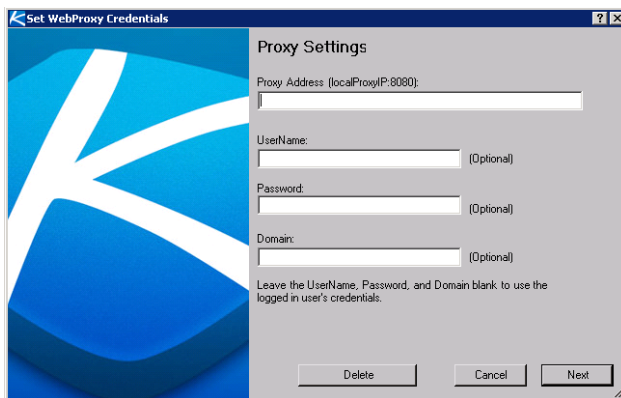 Set WebProxy Credentials
Proxy Settings
Proxy Address (localProxyIP:8080):
UserName:
(Optional)
Password:
(Optional)
Domain:
(Optional)
Leave the UserName, Password, and Domain blank to use the
logged in user's credentials.
Delete Cancel Next